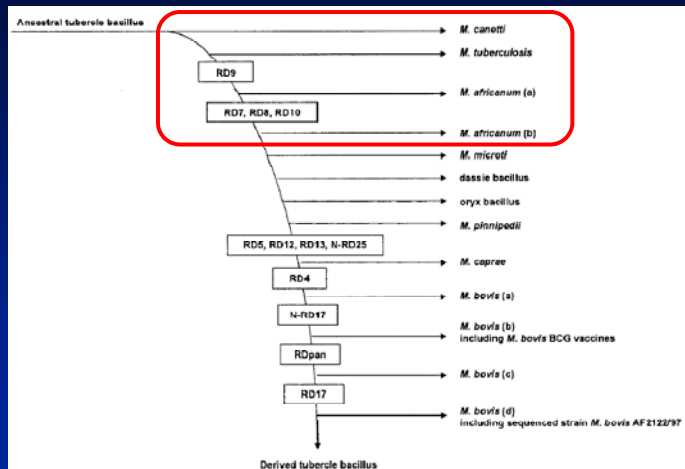 Ancestral tubercle bacillus
M. canetti
M. tuberculosis
RD9
M. africanum (a)
RD7, RD8, RD10
M. africanum (b)
M. microti
dassie bacillus
oryx bacillus
M. pinnipedii
RD5, RD12, RD13, N-RD25
M. caprae
RD4
M. bovis (a)
N-RD17
M. bovis (b)
including M. bovis BCG vaccines
RDpan
M. bovis (c)
RD17
M. bovis (d)
including sequenced strain M. bovis AF2122/97
Derived tubercle bacillus